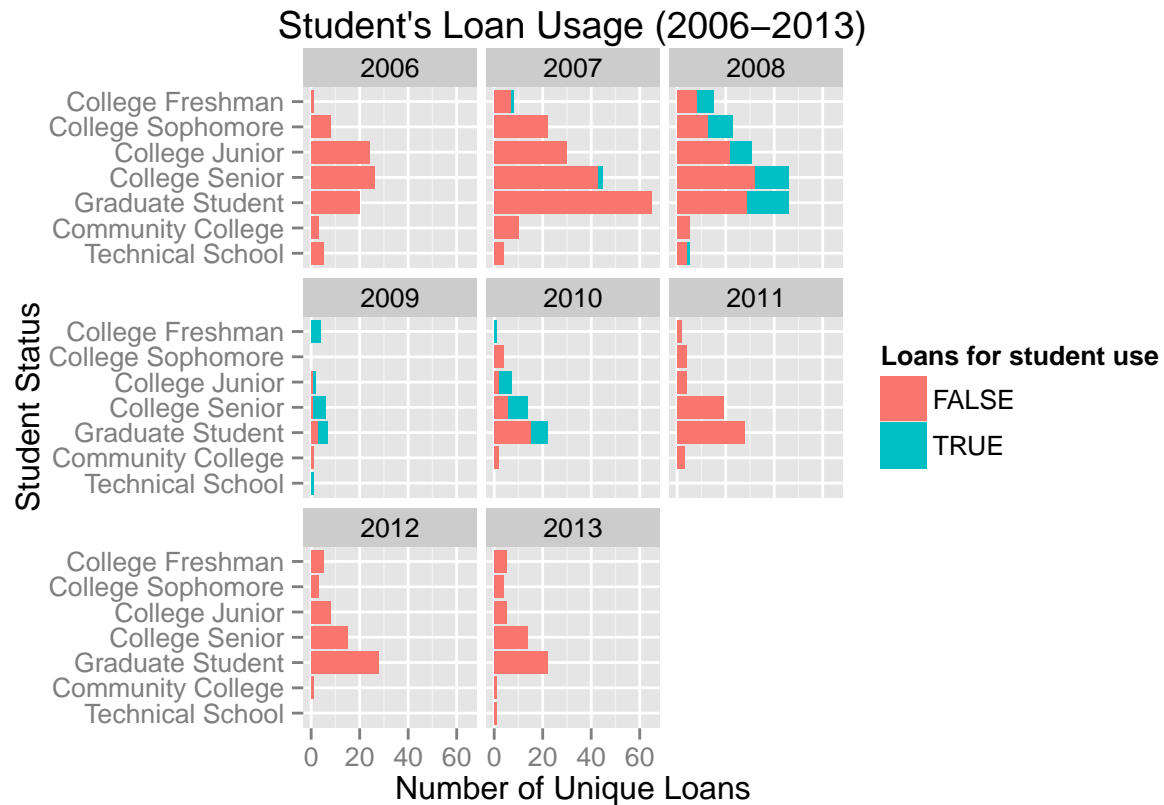 Student's Loan Usage (2006–2013)
2006
2007
2008
College Freshman
College Sophomore
College Junior
College Senior
Graduate Student
Community College
Technical School
2009
2010
2011
College Freshman
College Sophomore
College Junior
College Senior
Graduate Student
Community College
Technical School
2012
2013
College Freshman
College Sophomore
College Junior
College Senior
Graduate Student
Community College
Technical School
0 20 40 60
0 20 40 60
Number of Unique Loans
Student Status
Loans for student use
FALSE
TRUE